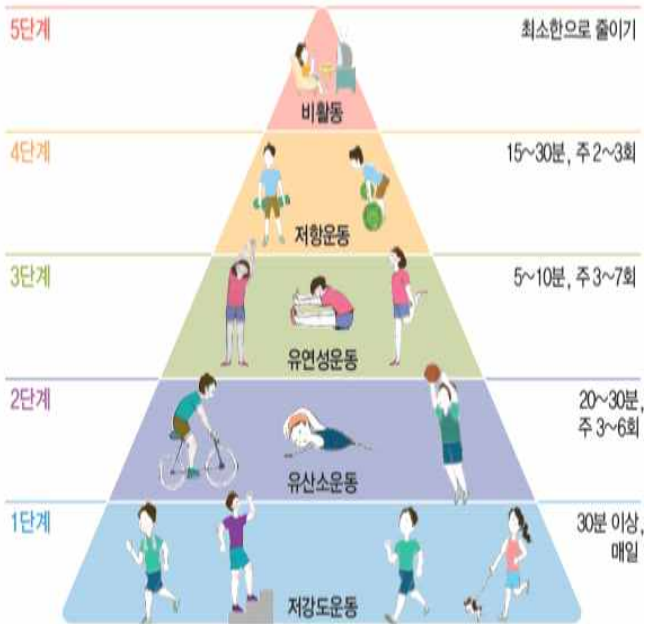 5단계
최소한으로 줄이기
비활동
4단계
15~30분, 주 2~3회
저항운동
3단계
5~10분, 주 3~7회
유연성운동
2단계
20~30분,
주 3~6회
유산소운동
1단계
30분 이상,
매일
저강도운동